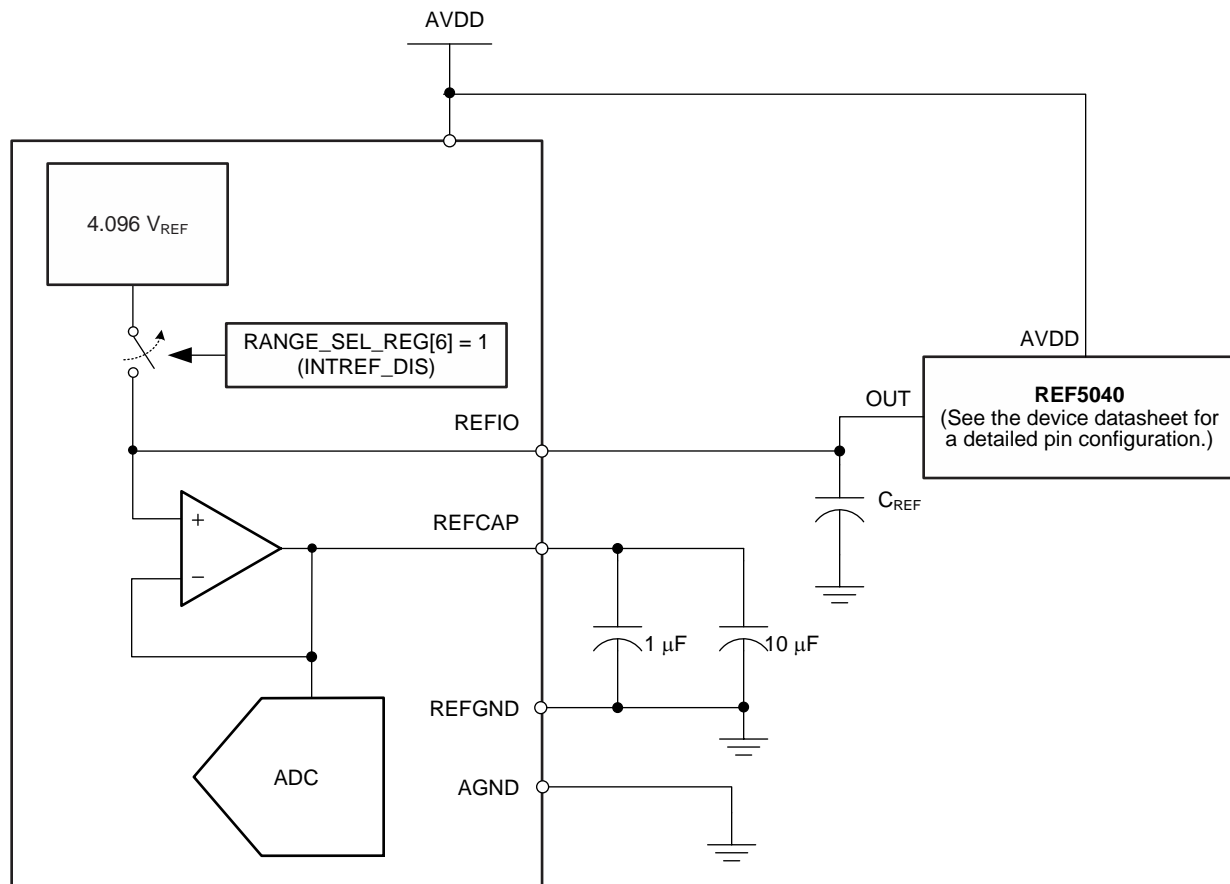 AVDD
4.096 VREF
RANGE_SEL_REG[6] = 1
(INTREF_DIS)
AVDD
REF5040
(See the device datasheet for
a detailed pin configuration.)
OUT
REFIO
CREF
+
−
REFCAP
1 μF
10 μF
REFGND
ADC
AGND